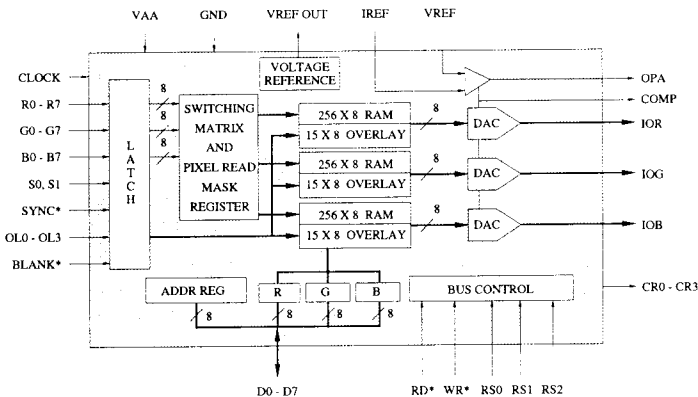 VAA GND VREF OUT IREF VREF
CLOCK
R0 - R7
G0 - G7
B0 - B7
S0, S1
SYNC*
OL0 - OL3
BLANK*
L
A
T
C
H
8
8
8
SWITCHING
MATRIX
AND
PIXEL READ
MASK
REGISTER
VOLTAGE
REFERENCE
256 X 8 RAM
15 X 8 OVERLAY
8
DAC
256 X 8 RAM
15 X 8 OVERLAY
8
DAC
256 X 8 RAM
15 X 8 OVERLAY
8
DAC
OPA
COMP
IOR
IOG
IOB
ADDR REG
R
G
B
BUS CONTROL
CR0 - CR3
8
8
8
8
D0 - D7
RD* WR* RS0 RS1 RS2